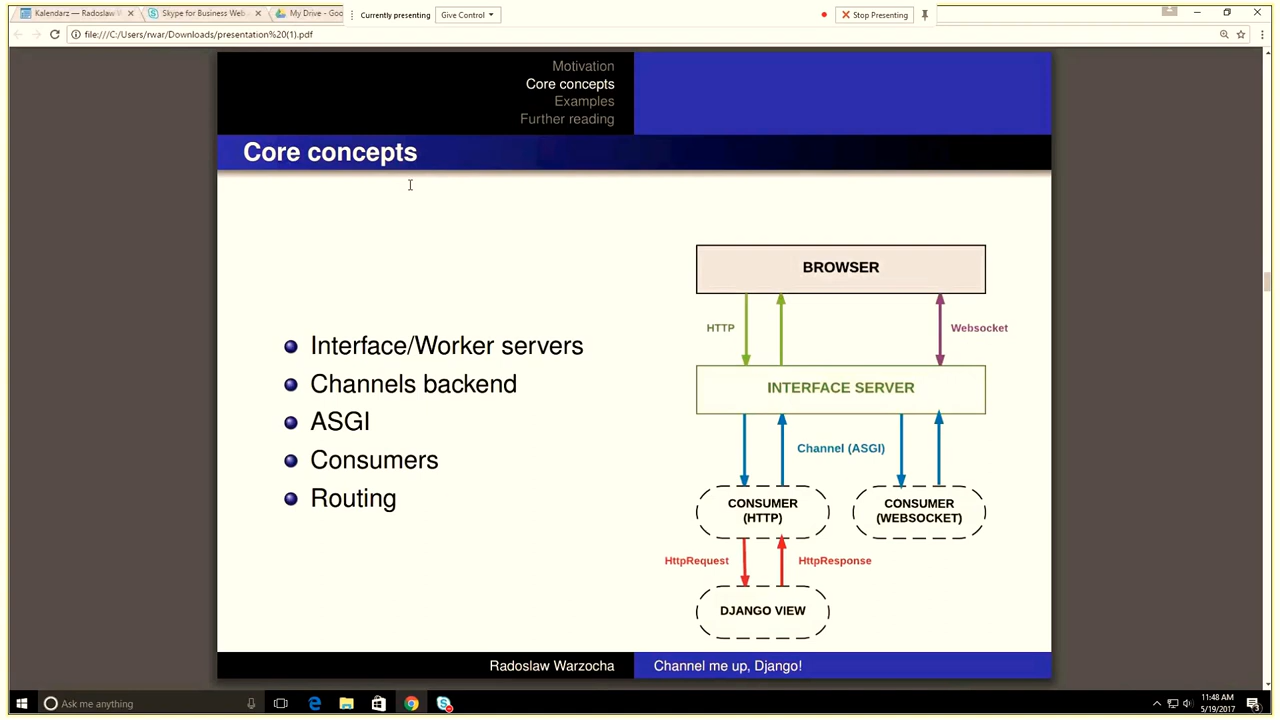 Kalendarz — Radoslaw W
Skype for Business Web A
My Drive - Goo
Currently presenting
Give Control
Stop Presenting
file:///C:/Users/rwar/Downloads/presentation%20(1).pdf
Motivation
Core concepts
Examples
Further reading
Core concepts
Interface/Worker servers
Channels backend
ASGI
Consumers
Routing
BROWSER
HTTP
Websocket
INTERFACE SERVER
Channel (ASGI)
CONSUMER
(HTTP)
CONSUMER
(WEBSOCKET)
HttpRequest
HttpResponse
DJANGO VIEW
Radoslaw Warzocha
Channel me up, Django!
Ask me anything
11:48 AM
5/19/2017